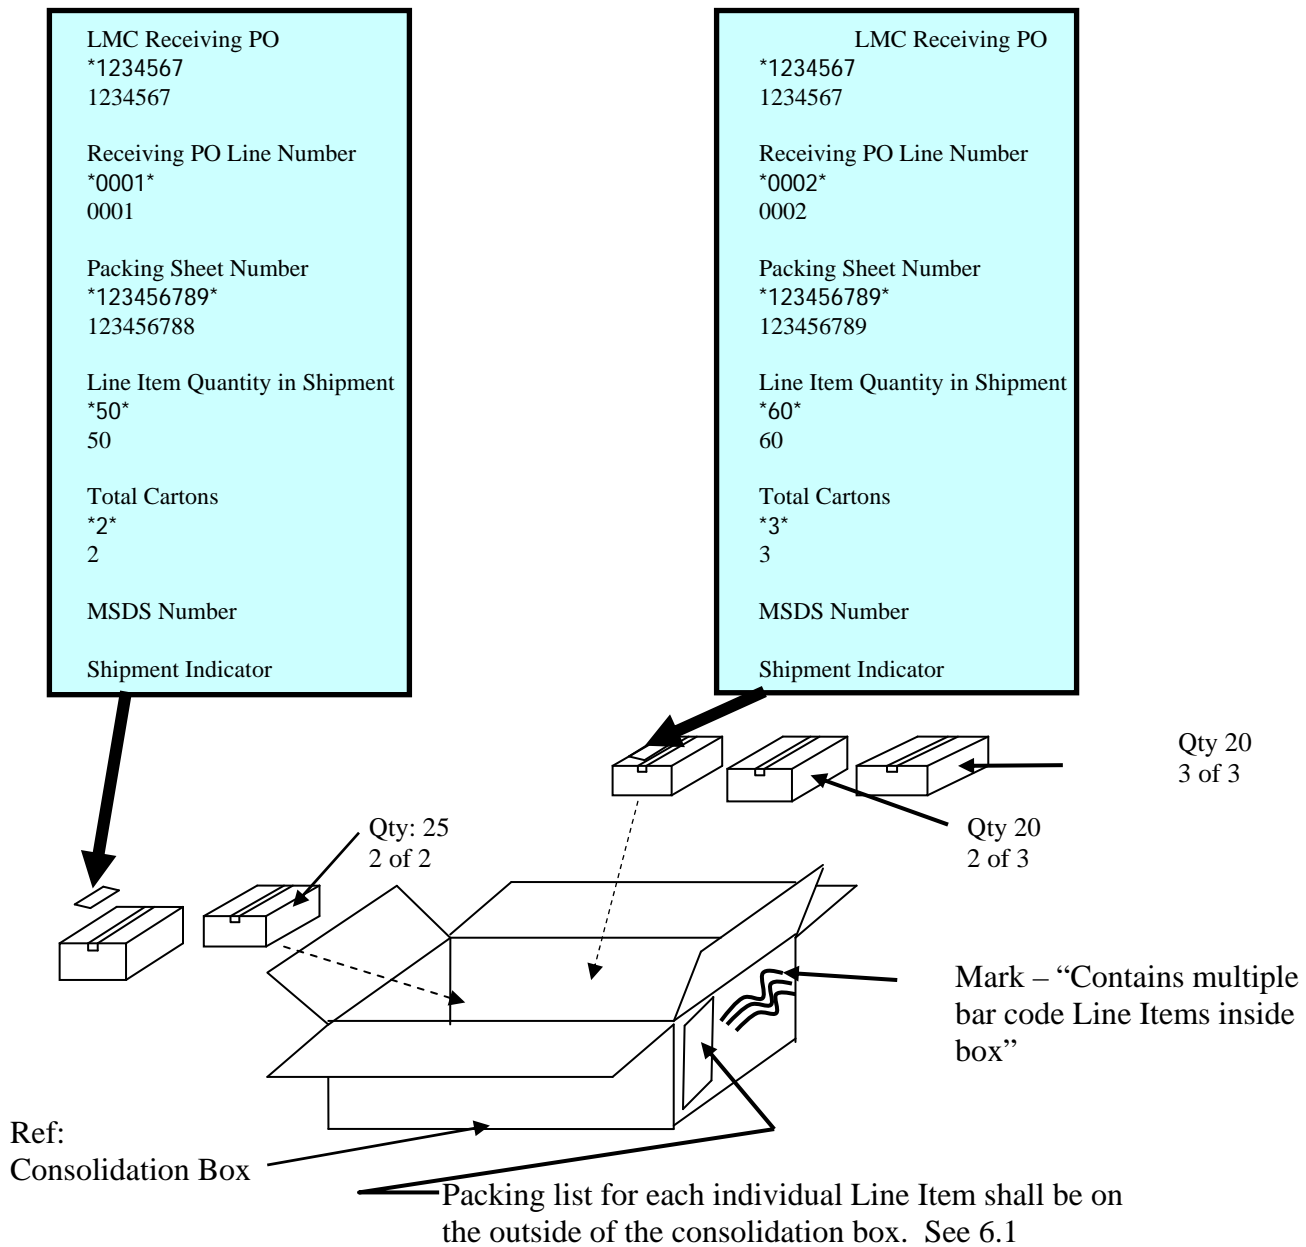 LMC Receiving PO
*1234567
1234567
Receiving PO Line Number
*0001*
0001
Packing Sheet Number
*123456789*
123456788
Line Item Quantity in Shipment
*50*
50
Total Cartons
*2*
2
MSDS Number
Shipment Indicator
LMC Receiving PO
*1234567
1234567
Receiving PO Line Number
*0002*
0002
Packing Sheet Number
*123456789*
123456789
Line Item Quantity in Shipment
*60*
60
Total Cartons
*3*
3
MSDS Number
Shipment Indicator
Qty 20
3 of 3
Qty: 25
2 of 2
Qty 20
2 of 3
Mark – “Contains multiple
bar code Line Items inside
box”
Ref:
Consolidation Box
Packing list for each individual Line Item shall be on
the outside of the consolidation box.  See 6.1